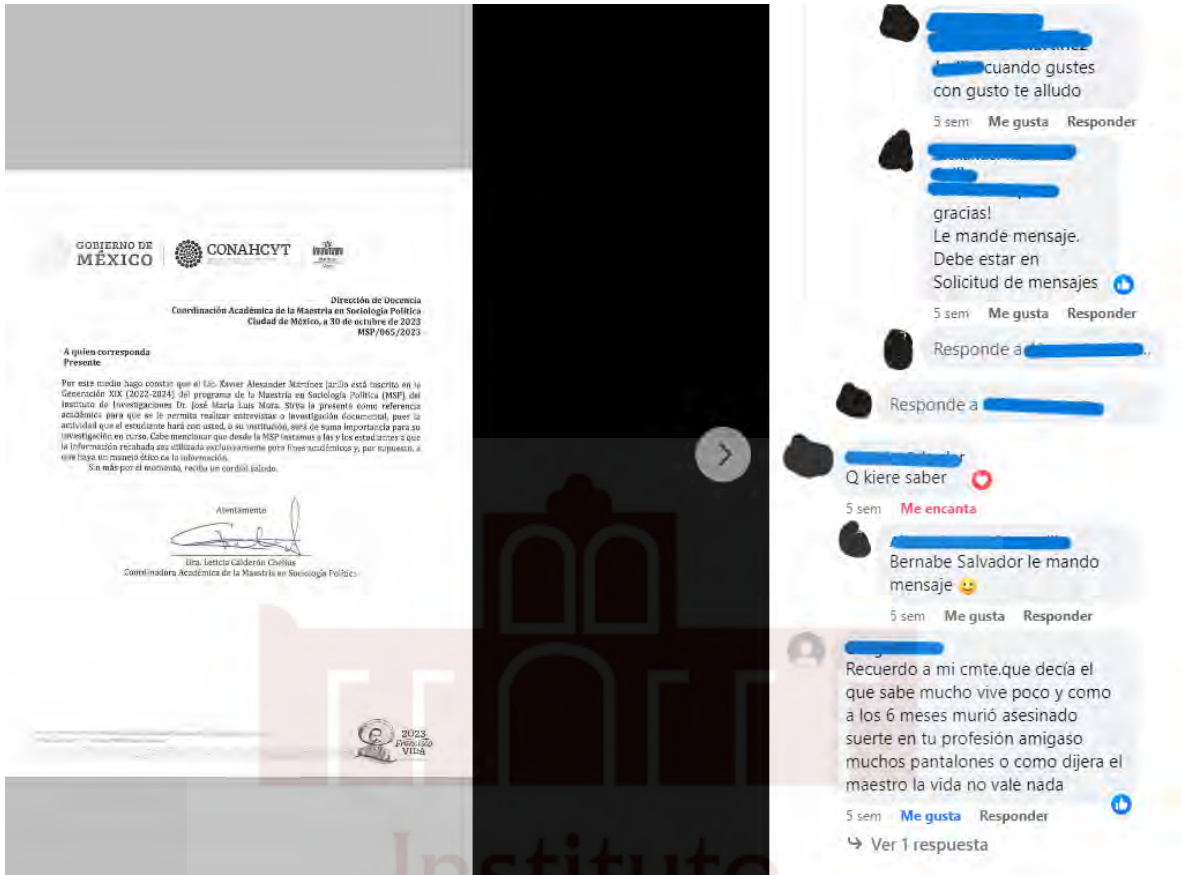 GOBIERNO DE
MÉXICO
CONAHCYT
Dirección de Docencia
Coordinación Académica de la Maestría en Sociología Política
Ciudad de México, a 30 de octubre de 2023
MSP/065/2023
A quien corresponda
Presente
Por este medio hago constar que el Lic. Xavier Alexander Martínez Jarillo está inscrito en la
Generación XIX (2022-2024) del programa de la Maestría en Sociología Política (MSP) del
Instituto de Investigaciones Dr. José María Luis Mora. Sirva la presente como referencia
académica para que se le permita realizar entrevistas o investigación documental, pues la
actividad que el estudiante hará con usted, o su institución, será de suma importancia para su
investigación en curso. Cabe mencionar que desde la MSP instamos a las y los estudiantes a que
la información recabada sea utilizada exclusivamente para fines académicos y, por supuesto, a
que haya un manejo ético de la información.
Sin más por el momento, reciba un cordial saludo.
Atentamente
Dra. Leticia Calderón Chelius
Coordinadora Académica de la Maestría en Sociología Política
2023
Francisco
VILLA
cuando gustes
con gusto te alludo
5 sem Me gusta Responder
gracias!
Le mandé mensaje.
Debe estar en
Solicitud de mensajes
5 sem Me gusta Responder
Responde a
Responde a
Q kiere saber
5 sem Me encanta
Bernabe Salvador le mando
mensaje
5 sem Me gusta Responder
Recuerdo a mi cmte.que decía el
que sabe mucho vive poco y como
a los 6 meses murió asesinado
suerte en tu profesión amigaso
muchos pantalones o como dijera el
maestro la vida no vale nada
5 sem Me gusta Responder
Ver 1 respuesta
Instituto